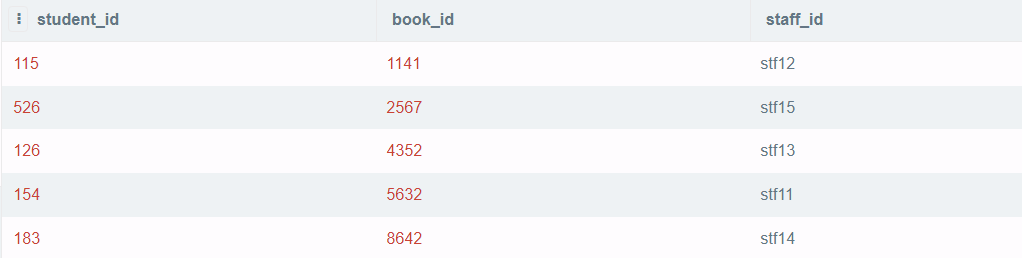 student_id book_id staff_id
115 1141 stf12
526 2567 stf15
126 4352 stf13
154 5632 stf11
183 8642 stf14